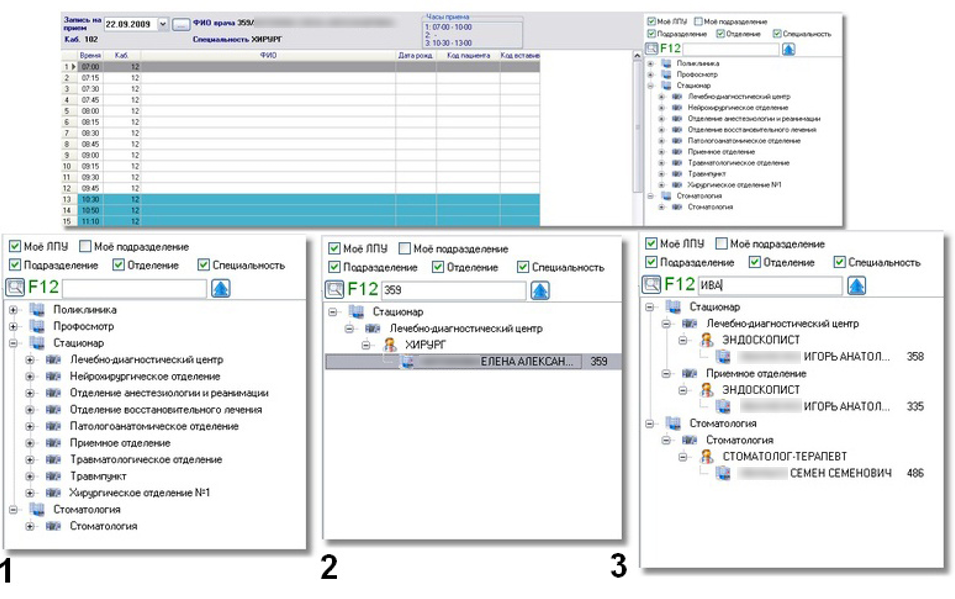 Запись на прием 22.09.2009 ... ФИО врача 359/
Каб. 102 Специальность ХИРУРГ
Часы приема
1: 07:00 - 10:00
2: -
3: 10:30 - 13:00
Время Каб. ФИО Дата рожд. Код пациента Код вставки
1 07:00 12
2 07:15 12
3 07:30 12
4 07:45 12
5 08:00 12
6 08:15 12
7 08:30 12
8 08:45 12
9 09:00 12
10 09:15 12
11 09:30 12
12 09:45 12
13 10:30 12
14 10:50 12
15 11:10 12
Моё ЛПУ Моё подразделение
Подразделение Отделение Специальность
F12
Поликлиника
Профосмотр
Стационар
Лечебно-диагностический центр
Нейрохирургическое отделение
Отделение анестезиологии и реанимации
Отделение восстановительного лечения
Патологоанатомическое отделение
Приемное отделение
Травматологическое отделение
Травмпункт
Хирургическое отделение №1
Стоматология
Стоматология
Моё ЛПУ Моё подразделение
Подразделение Отделение Специальность
F12
Поликлиника
Профосмотр
Стационар
Лечебно-диагностический центр
Нейрохирургическое отделение
Отделение анестезиологии и реанимации
Отделение восстановительного лечения
Патологоанатомическое отделение
Приемное отделение
Травматологическое отделение
Травмпункт
Хирургическое отделение №1
Стоматология
Стоматология
1
Моё ЛПУ Моё подразделение
Подразделение Отделение Специальность
F12 359
Стационар
Лечебно-диагностический центр
ХИРУРГ
ЕЛЕНА АЛЕКСАН... 359
2
Моё ЛПУ Моё подразделение
Подразделение Отделение Специальность
F12 ИВА
Стационар
Лечебно-диагностический центр
ЭНДОСКОПИСТ
ИГОРЬ АНАТОЛ... 358
Приемное отделение
ЭНДОСКОПИСТ
ИГОРЬ АНАТОЛ... 335
Стоматология
Стоматология
СТОМАТОЛОГ-ТЕРАПЕВТ
СЕМЕН СЕМЕНОВИЧ 486
3